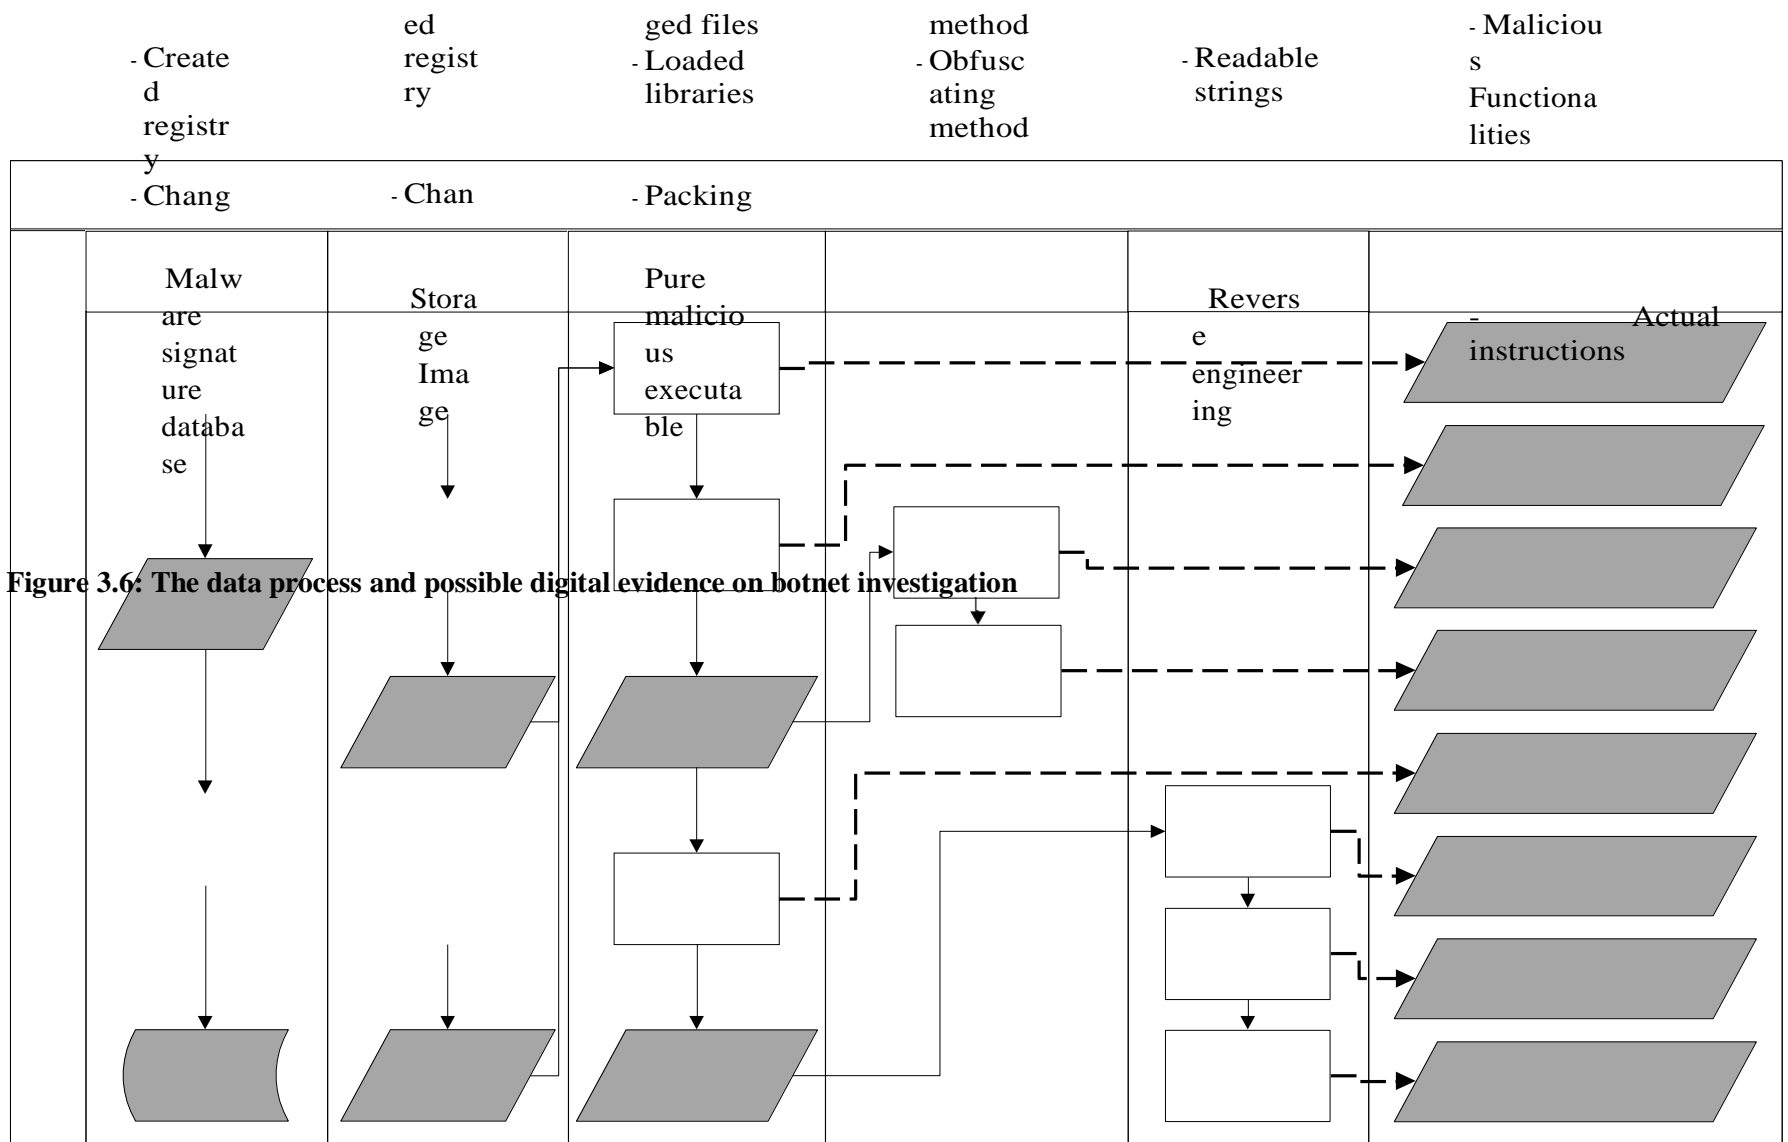 ed
regist
ry
ged files
- Loaded
libraries
method
- Obfusc
ating
method
- Create
d
registr
y
- Readable
strings
- Maliciou
s
Functiona
lities
- Chang
- Chan
- Packing
Malw
are
signat
ure
databa
se
Stora
ge
Ima
ge
Pure
malicio
us
executa
ble
Revers
e
engineer
ing
- Actual
instructions
Figure 3.6: The data process and possible digital evidence on botnet investigation